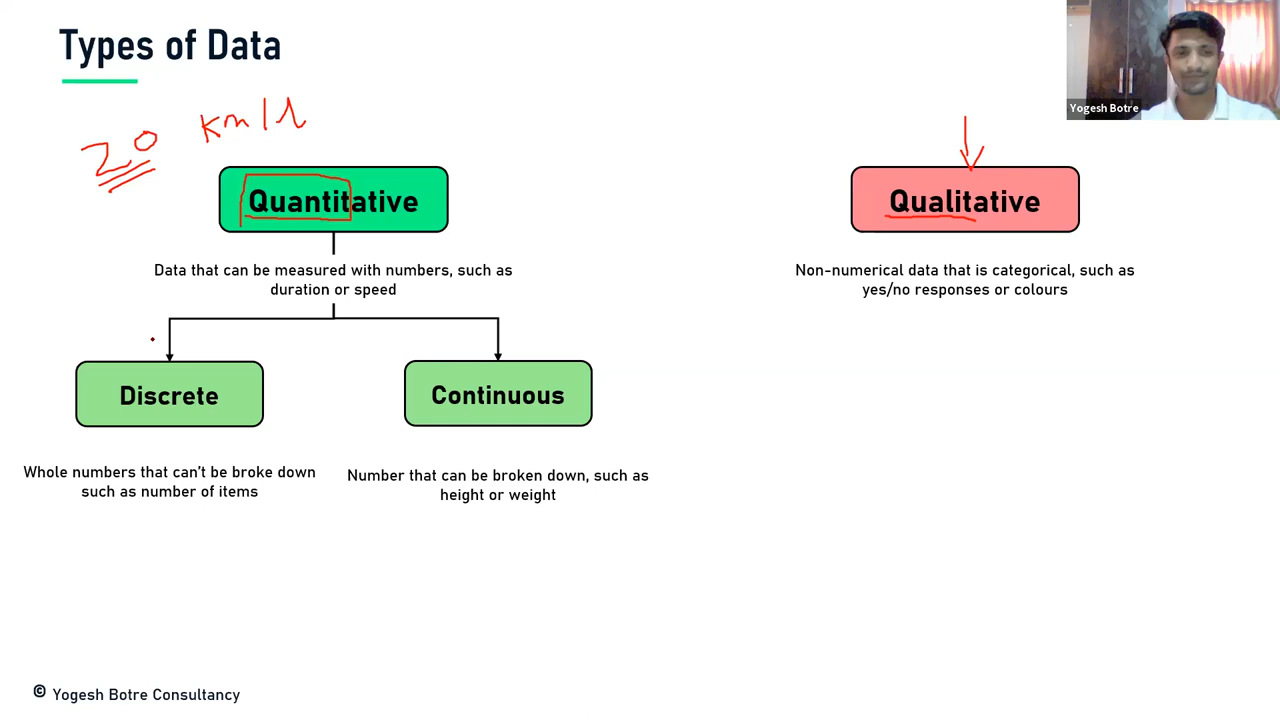 Types of Data
20 km/l
Yogesh Botre
Quantitative
Qualitative
Data that can be measured with numbers, such as
duration or speed
Non-numerical data that is categorical, such as
yes/no responses or colours
Discrete
Continuous
Whole numbers that can't be broke down
such as number of items
Number that can be broken down, such as
height or weight
© Yogesh Botre Consultancy